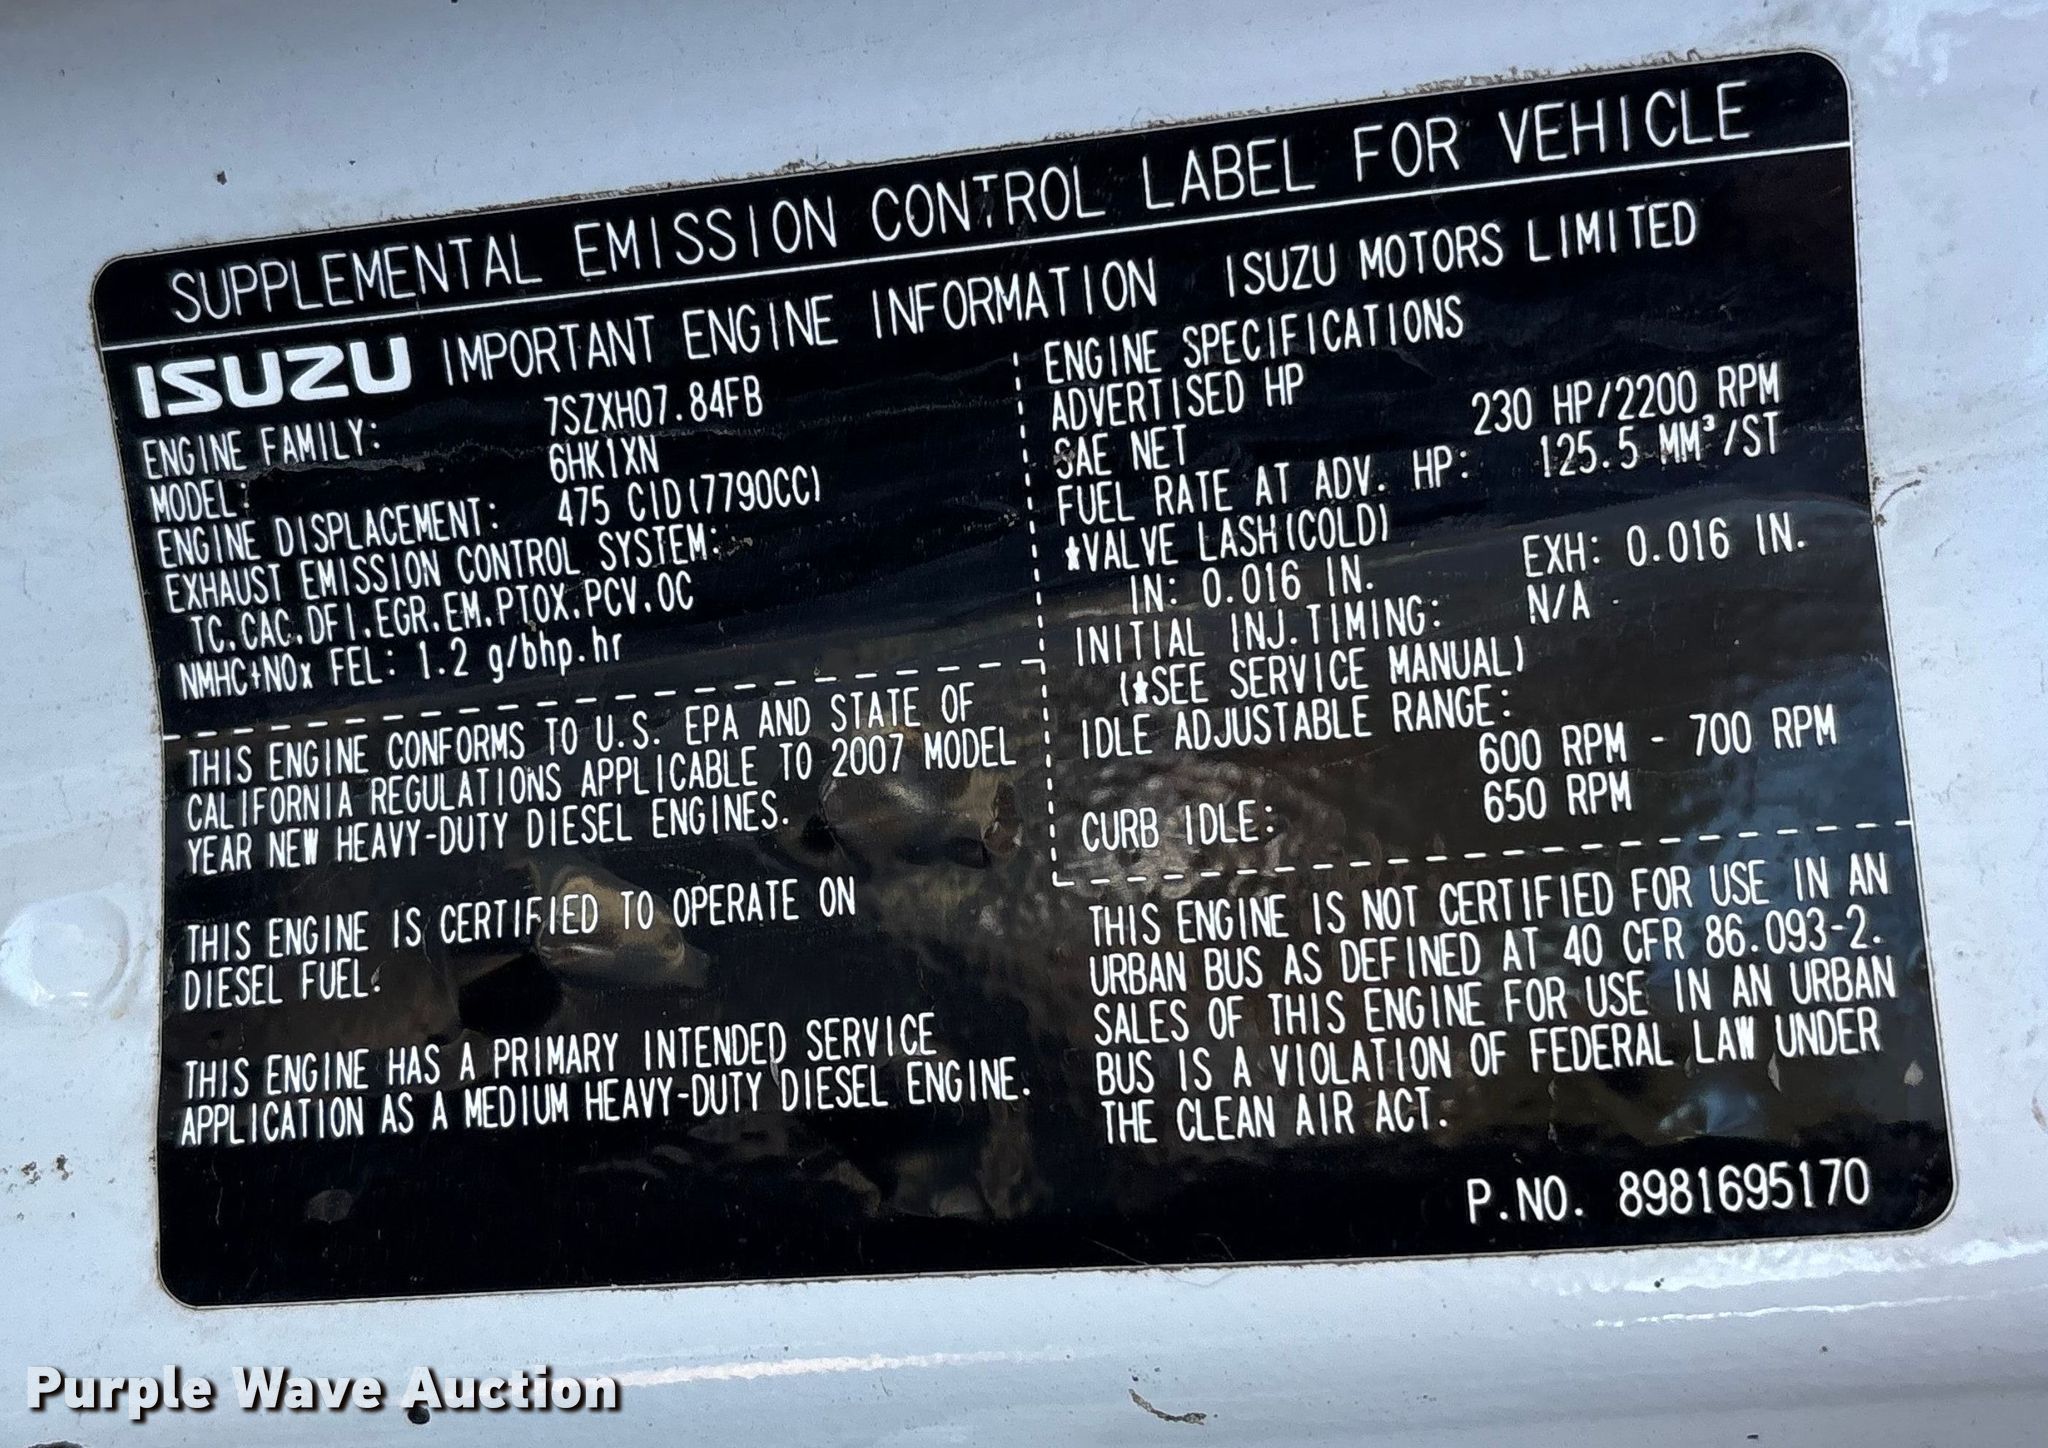 SUPPLEMENTAL EMISSION CONTROL LABEL FOR VEHICLE
ISUZU IMPORTANT ENGINE INFORMATION ISUZU MOTORS LIMITED
ENGINE FAMILY: 7SZXH07.84FB
MODEL: 6HK1XN
ENGINE DISPLACEMENT: 475 CID(7790CC)
EXHAUST EMISSION CONTROL SYSTEM:
TC.CAC.DFI.EGR.EM.PTOX.PCV.OC
NMHC+NOx FEL: 1.2 g/bhp.hr
THIS ENGINE CONFORMS TO U.S. EPA AND STATE OF
CALIFORNIA REGULATIONS APPLICABLE TO 2007 MODEL
YEAR NEW HEAVY-DUTY DIESEL ENGINES.
THIS ENGINE IS CERTIFIED TO OPERATE ON
DIESEL FUEL.
THIS ENGINE HAS A PRIMARY INTENDED SERVICE
APPLICATION AS A MEDIUM HEAVY-DUTY DIESEL ENGINE.
ENGINE SPECIFICATIONS
ADVERTISED HP
SAE NET 230 HP/2200 RPM
FUEL RATE AT ADV. HP: 125.5 MM³/ST
★VALVE LASH(COLD)
IN: 0.016 IN. EXH: 0.016 IN.
INITIAL INJ.TIMING: N/A
(★SEE SERVICE MANUAL)
IDLE ADJUSTABLE RANGE:
600 RPM - 700 RPM
CURB IDLE: 650 RPM
THIS ENGINE IS NOT CERTIFIED FOR USE IN AN
URBAN BUS AS DEFINED AT 40 CFR 86.093-2.
SALES OF THIS ENGINE FOR USE IN AN URBAN
BUS IS A VIOLATION OF FEDERAL LAW UNDER
THE CLEAN AIR ACT.
P.NO. 8981695170
Purple Wave Auction